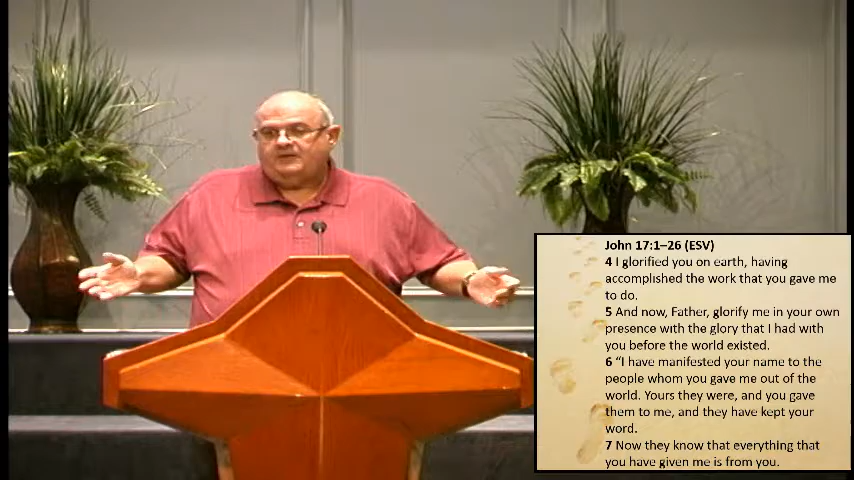 John 17:1–26 (ESV)
4 I glorified you on earth, having
accomplished the work that you gave me
to do.
5 And now, Father, glorify me in your own
presence with the glory that I had with
you before the world existed.
6 “I have manifested your name to the
people whom you gave me out of the
world. Yours they were, and you gave
them to me, and they have kept your
word.
7 Now they know that everything that
you have given me is from you.